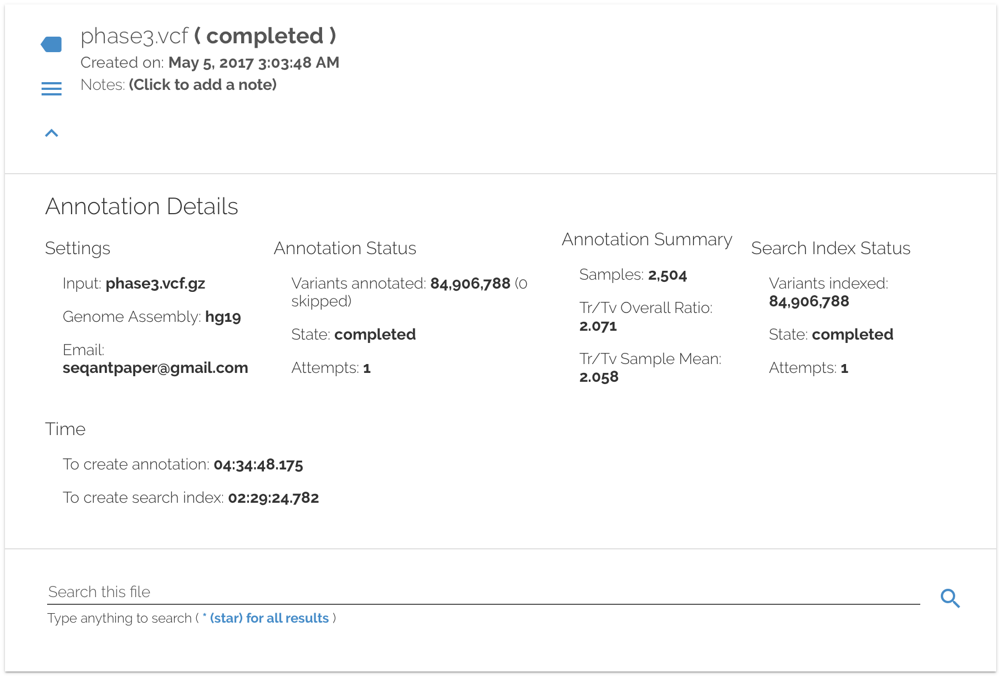 phase3.vcf ( completed )
Created on: May 5, 2017 3:03:48 AM
Notes: (Click to add a note)
Annotation Details
Settings
Input: phase3.vcf.gz
Genome Assembly: hg19
Email:
seqantpaper@gmail.com
Annotation Status
Variants annotated: 84,906,788 (0
skipped)
State: completed
Attempts: 1
Annotation Summary
Samples: 2,504
Tr/Tv Overall Ratio:
2.071
Tr/Tv Sample Mean:
2.058
Search Index Status
Variants indexed:
84,906,788
State: completed
Attempts: 1
Time
To create annotation: 04:34:48.175
To create search index: 02:29:24.782
Search this file
Type anything to search ( * (star) for all results )